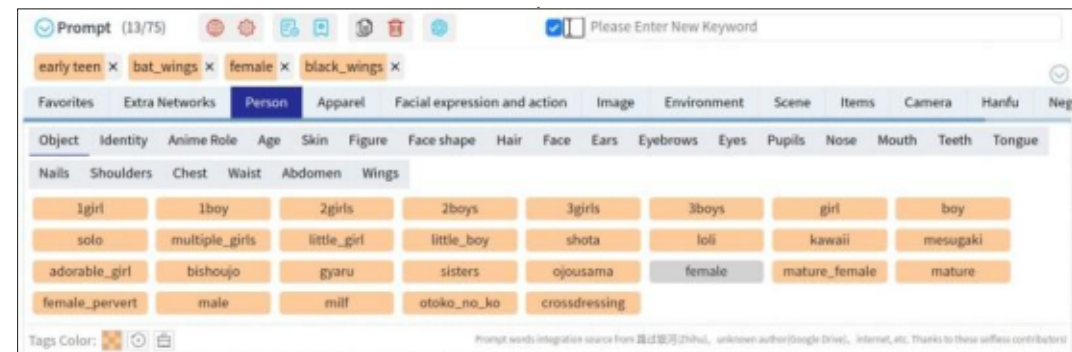 Prompt (13/75) Please Enter New Keyword
early teen × bat_wings × female × black_wings ×
Favorites Extra Networks Person Apparel Facial expression and action Image Environment Scene Items Camera Hanfu Neg
Object Identity Anime Role Age Skin Figure Face shape Hair Face Ears Eyebrows Eyes Pupils Nose Mouth Teeth Tongue
Nails Shoulders Chest Waist Abdomen Wings
1girl 1boy 2girls 2boys 3girls 3boys girl boy
solo multiple_girls little_girl little_boy shota loli kawaii mesugaki
adorable_girl bishoujo gyaru sisters ojousama female mature_female mature
female_pervert male milf otoko_no_ko crossdressing
Tags Color: Prompt words integration source from 路过银河(Zhihu), unknown author(Google Drive), internet, etc. Thanks to these selfless contributors!